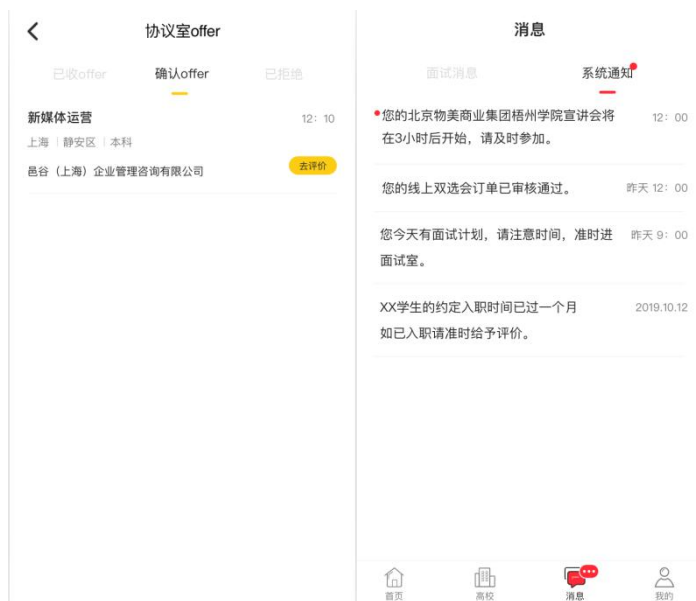 协议室offer
已收offer
确认offer
已拒绝
新媒体运营
12：10
上海 | 静安区 | 本科
邑谷（上海）企业管理咨询有限公司
去评价
消息
面试消息
系统通知
您的北京物美商业集团梧州学院宣讲会将
12：00
在3小时后开始，请及时参加。
您的线上双选会订单已审核通过。
昨天 12：00
您今天有面试计划，请注意时间，准时进
昨天 9：00
面试室。
XX学生的约定入职时间已过一个月
2019.10.12
如已入职请准时给予评价。
首页
高校
消息
我的